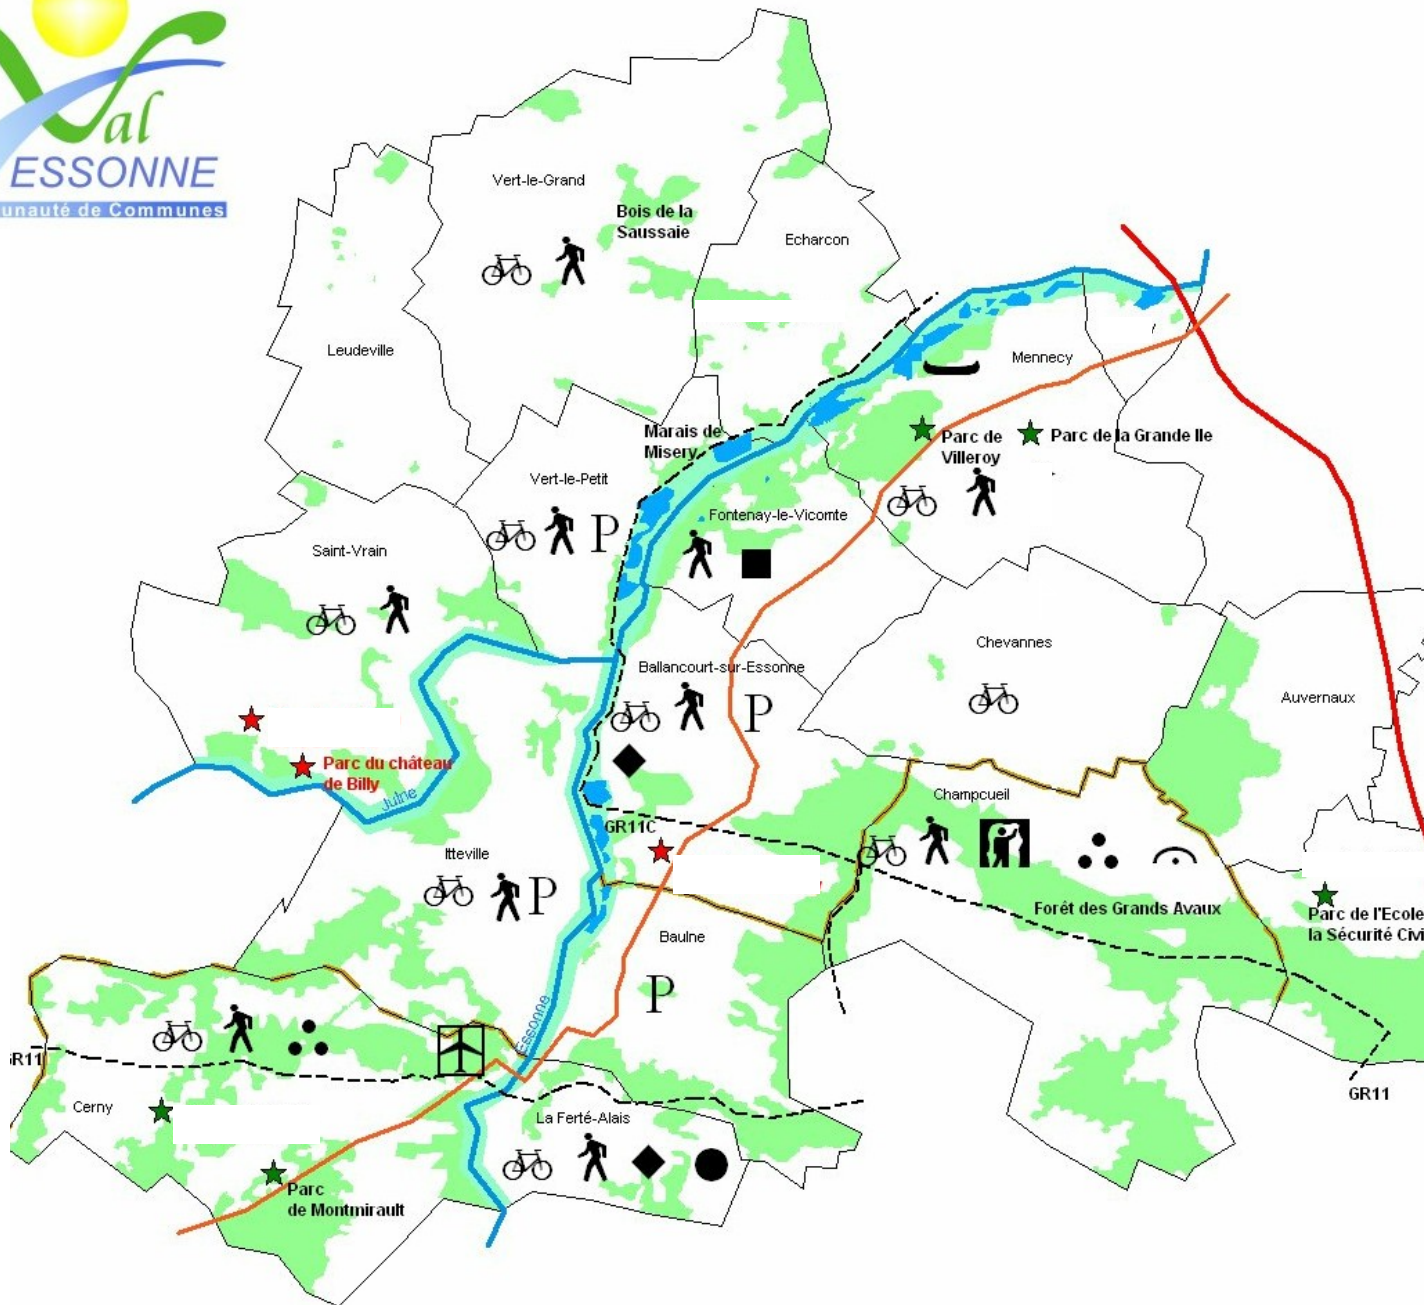 Val
ESSONNE
unauté de Communes
Vert-le-Grand
Bois de la
Saussaie
Echarcon
Leudeville
Mennecy
Marais de
Misery
Parc de
Villeroy
Parc de la Grande Ile
Vert-le-Petit
P
Fontenay-le-Vicomte
Saint-Vrain
Chevannes
Ballancourt-sur-Essonne
P
Auvernaux
Parc du château
de Billy
Juine
Champcueil
GR11C
Itteville
P
Forêt des Grands Avaux
Parc de l'Ecole
la Sécurité Civi
Baulne
P
Essonne
GR11
GR11
Cerny
La Ferté-Alais
Parc
de Montmirault